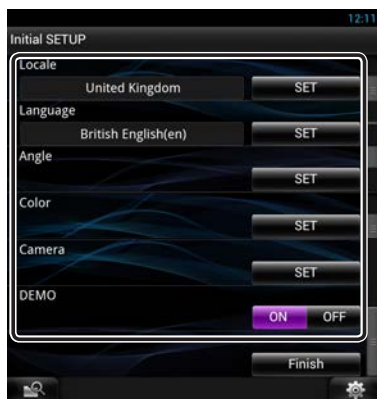 12:11
Initial SETUP
Locale
United Kingdom SET
Language
British English(en) SET
Angle
SET
Color
SET
Camera
SET
DEMO
ON OFF
Finish